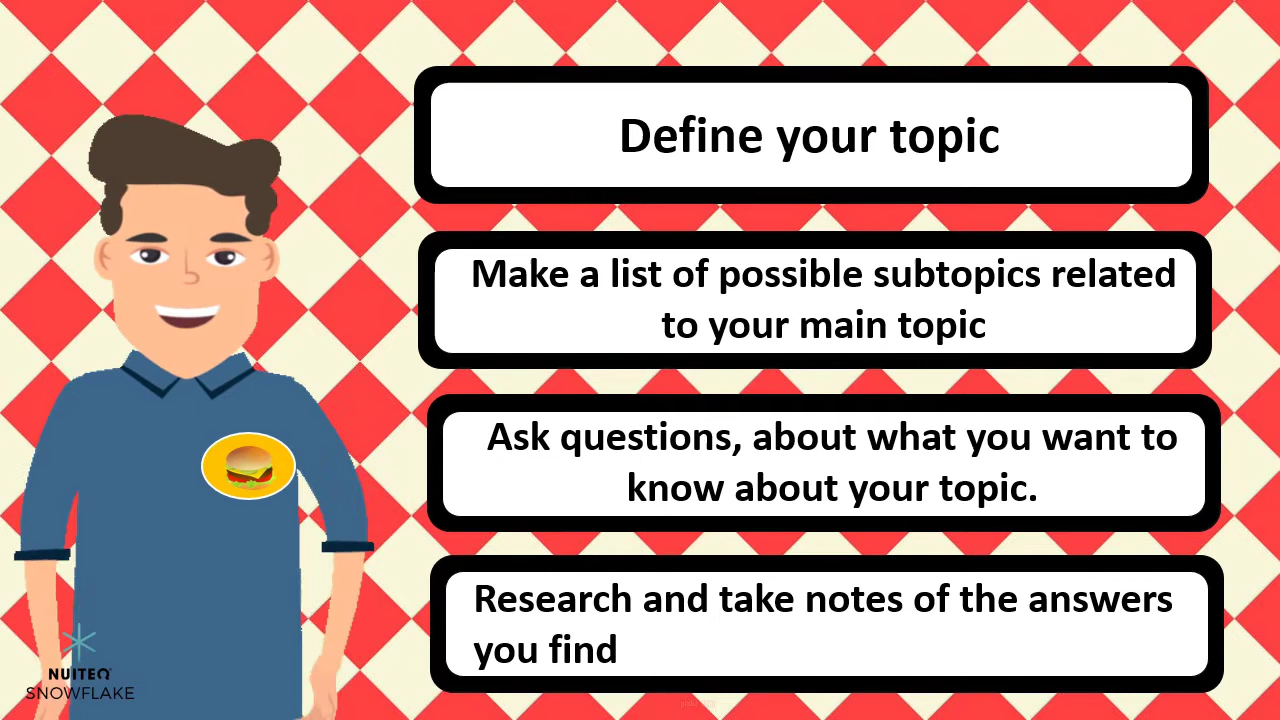 Define your topic
Make a list of possible subtopics related
to your main topic
Ask questions, about what you want to
know about your topic.
Research and take notes of the answers
you find
NUITEQ
SNOWFLAKE